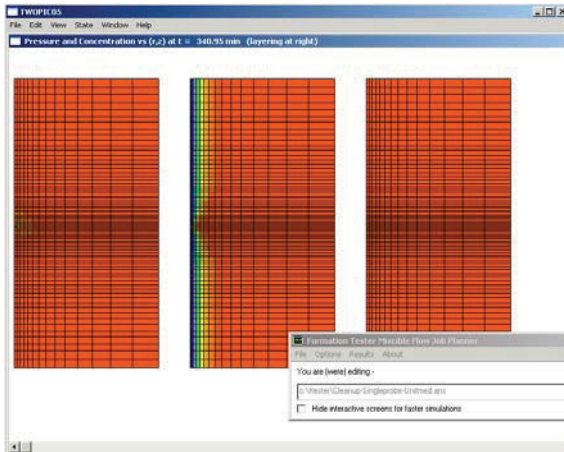 TWOPICOS
File Edit View State Window Help
Pressure and Concentration vs (r,z) at t = 340.95 min (layering at right)
Formation Tester Miscible Flow Job Planner
File Options Results About
You are (were) editing -
Hide interactive screens for faster simulations